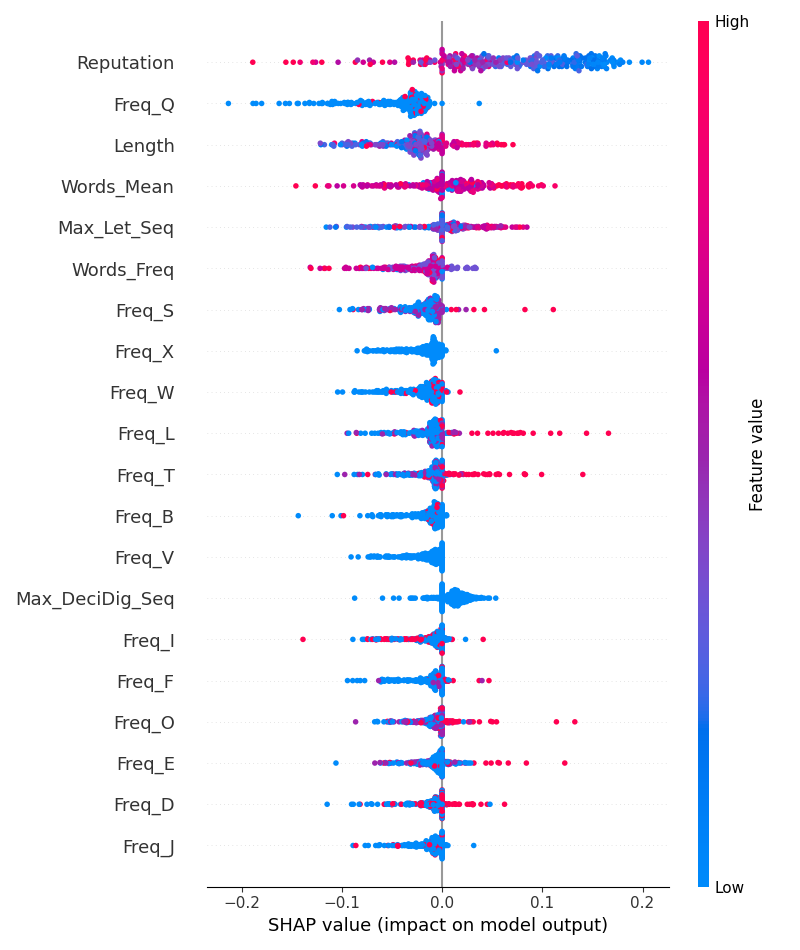 High
Reputation
Freq_Q
Length
Words_Mean
Max_Let_Seq
Words_Freq
Freq_S
Freq_X
Freq_W
Freq_L
Freq_T
Freq_B
Freq_V
Max_DeciDig_Seq
Freq_I
Freq_F
Freq_O
Freq_E
Freq_D
Freq_J
Feature value
Low
−0.2 −0.1 0.0 0.1 0.2
SHAP value (impact on model output)